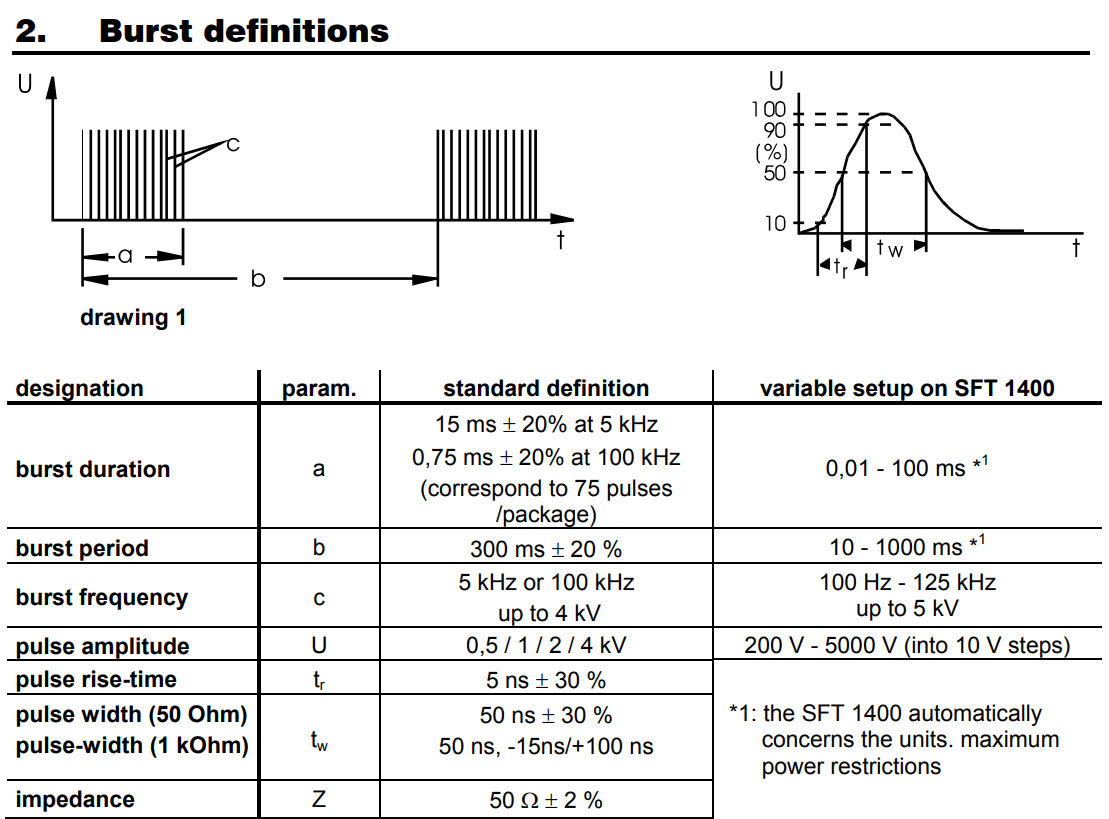 2. Burst definitions
U
c
t
a
b
drawing 1
U
100
90
(%)
50
10
t
tw
tr
designation param. standard definition variable setup on SFT 1400
burst duration a 15 ms ± 20% at 5 kHz
0,75 ms ± 20% at 100 kHz
(correspond to 75 pulses
/package)
0,01 - 100 ms *1
burst period b 300 ms ± 20 % 10 - 1000 ms *1
burst frequency c 5 kHz or 100 kHz
up to 4 kV
100 Hz - 125 kHz
up to 5 kV
pulse amplitude U 0,5 / 1 / 2 / 4 kV 200 V - 5000 V (into 10 V steps)
pulse rise-time tr 5 ns ± 30 %
pulse width (50 Ohm) 50 ns ± 30 %
pulse-width (1 kOhm) tw 50 ns, -15ns/+100 ns
*1: the SFT 1400 automatically
concerns the units. maximum
power restrictions
impedance Z 50 Ω ± 2 %